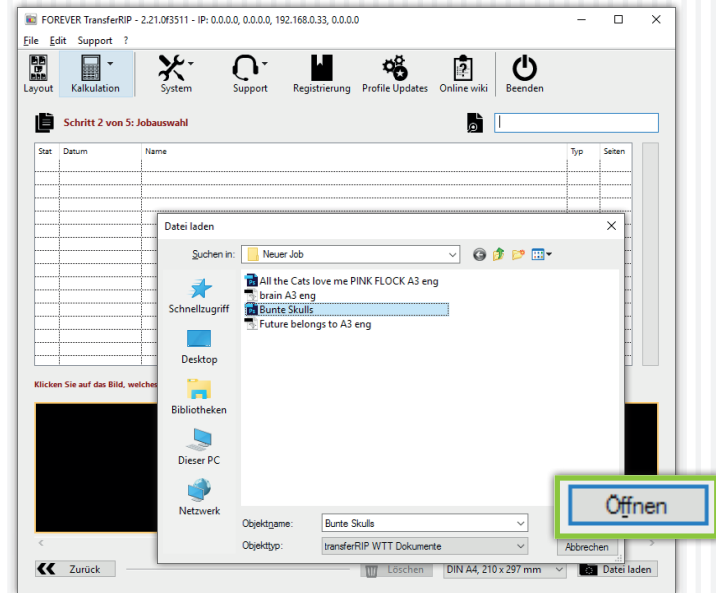 FOREVER TransferRIP - 2.21.0f3511 - IP: 0.0.0.0, 0.0.0.0, 192.168.0.33, 0.0.0.0
File Edit Support ?
Layout Kalkulation System Support Registrierung Profile Updates Online wiki Beenden
Schritt 2 von 5: Jobauswahl
Stat Datum Name Typ Seiten
Datei laden
Suchen in: Neuer Job
All the Cats love me PINK FLOCK A3 eng
brain A3 eng
Bunte Skulls
Future belongs to A3 eng
Schnellzugriff
Desktop
Bibliotheken
Dieser PC
Netzwerk
Klicken Sie auf das Bild, welches
Öffnen
Objektname: Bunte Skulls
Objekttyp: transferRIP WTT Dokumente Abbrechen
Zurück Löschen DIN A4, 210 x 297 mm Datei laden